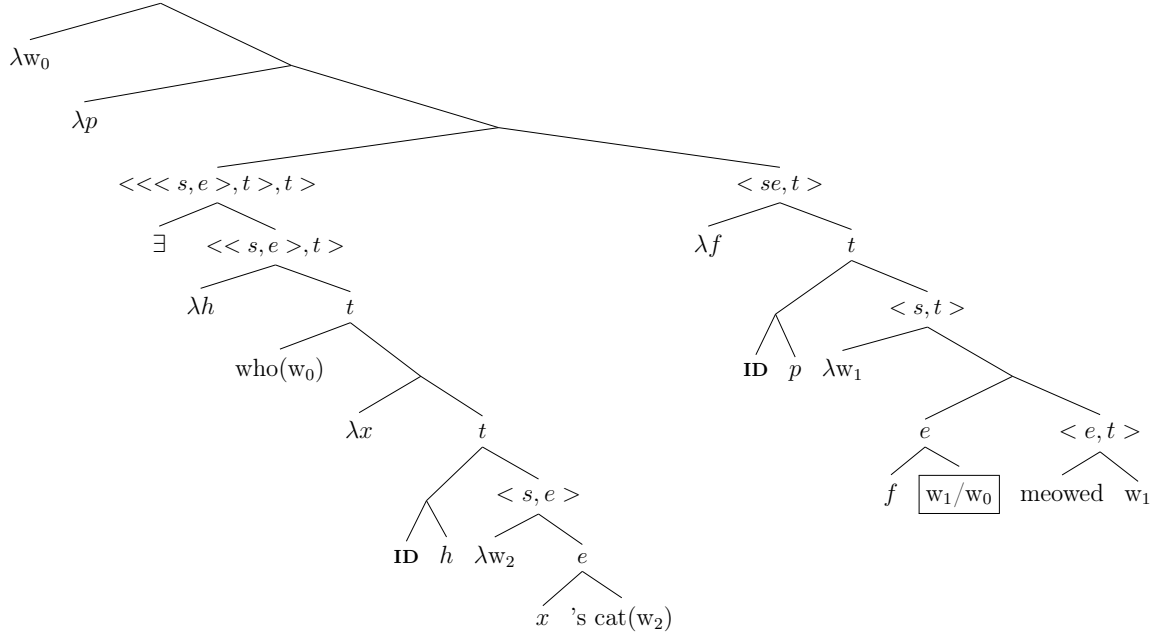 λw₀
λp
<<< s, e >, t >, t > < se, t >
∃ << s, e >, t > λf t
λh t < s, t >
who(w₀) ID p λw₁
λx t e < e, t >
f w₁/w₀ meowed w₁
< s, e >
ID h λw₂ e
x 's cat(w₂)